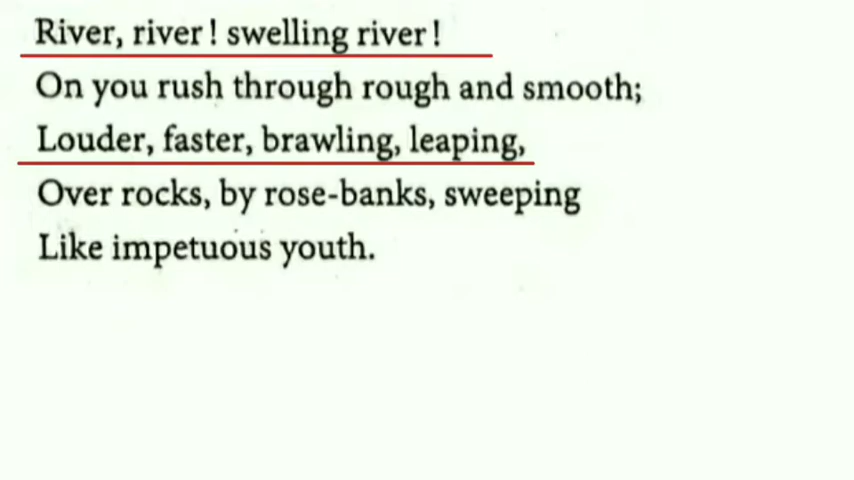 River, river! swelling river!
On you rush through rough and smooth;
Louder, faster, brawling, leaping,
Over rocks, by rose-banks, sweeping
Like impetuous youth.